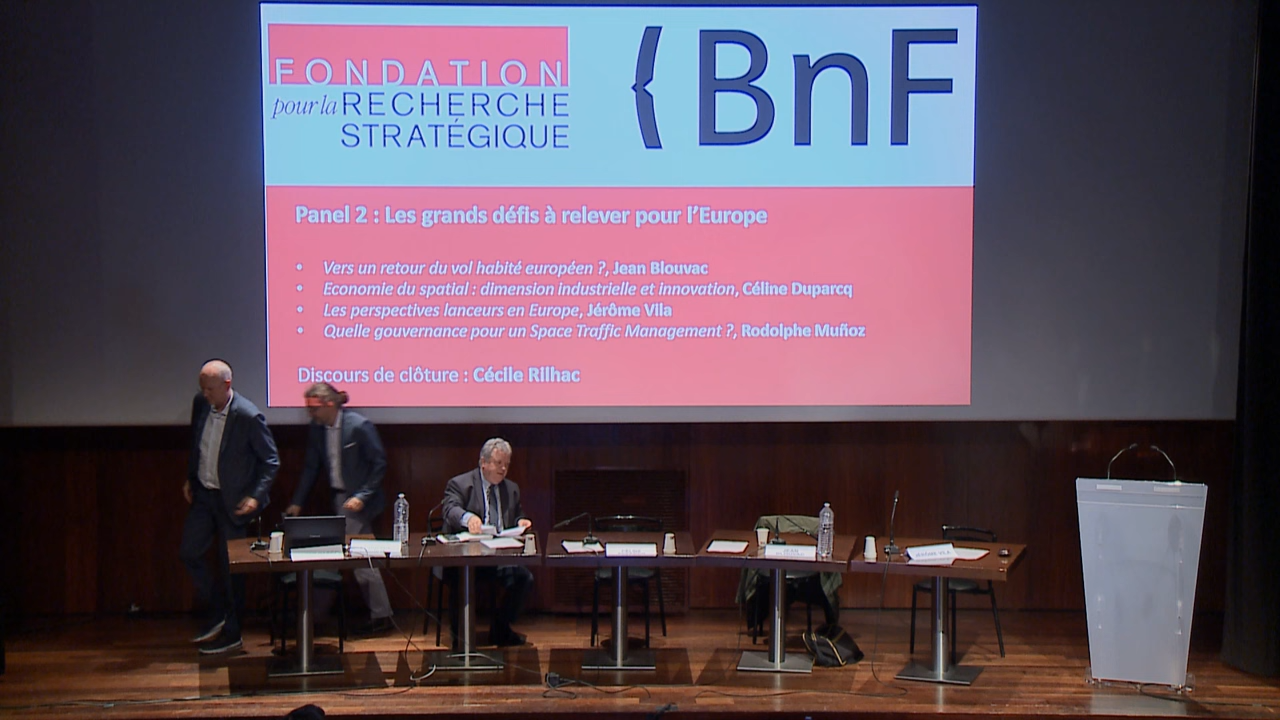 FONDATION
pour la RECHERCHE
STRATÉGIQUE
BnF
Panel 2 : Les grands défis à relever pour l'Europe
• Vers un retour du vol habité européen ?, Jean Blouvac
• Economie du spatial : dimension industrielle et innovation, Céline Duparcq
• Les perspectives lanceurs en Europe, Jérôme Vila
• Quelle gouvernance pour un Space Traffic Management ?, Rodolphe Muñoz
Discours de clôture : Cécile Rilhac